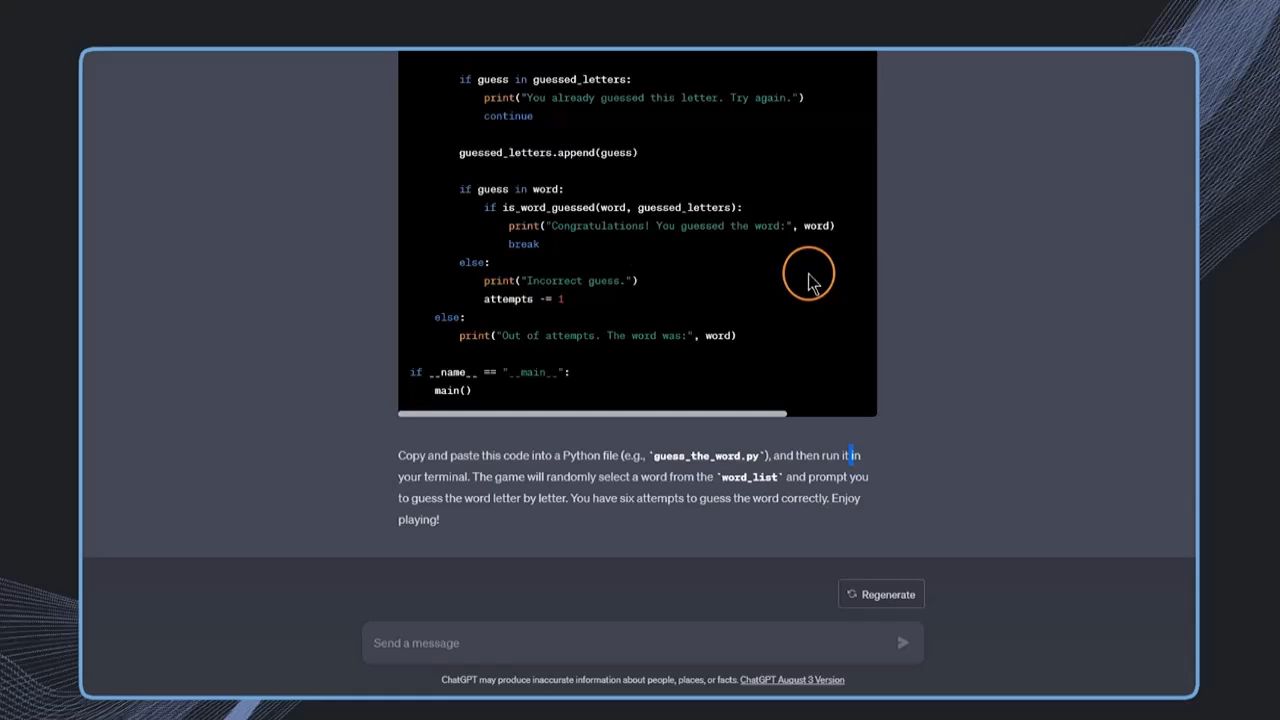 if guess in guessed_letters:
print("You already guessed this letter. Try again.")
continue
guessed_letters.append(guess)
if guess in word:
if is_word_guessed(word, guessed_letters):
print("Congratulations! You guessed the word:", word)
break
else:
print("Incorrect guess.")
attempts -= 1
else:
print("Out of attempts. The word was:", word)
if __name__ == "__main__":
main()
Copy and paste this code into a Python file (e.g., `guess_the_word.py`), and then run it in
your terminal. The game will randomly select a word from the `word_list` and prompt you
to guess the word letter by letter. You have six attempts to guess the word correctly. Enjoy
playing!
Regenerate
Send a message
ChatGPT may produce inaccurate information about people, places, or facts. ChatGPT August 3 Version